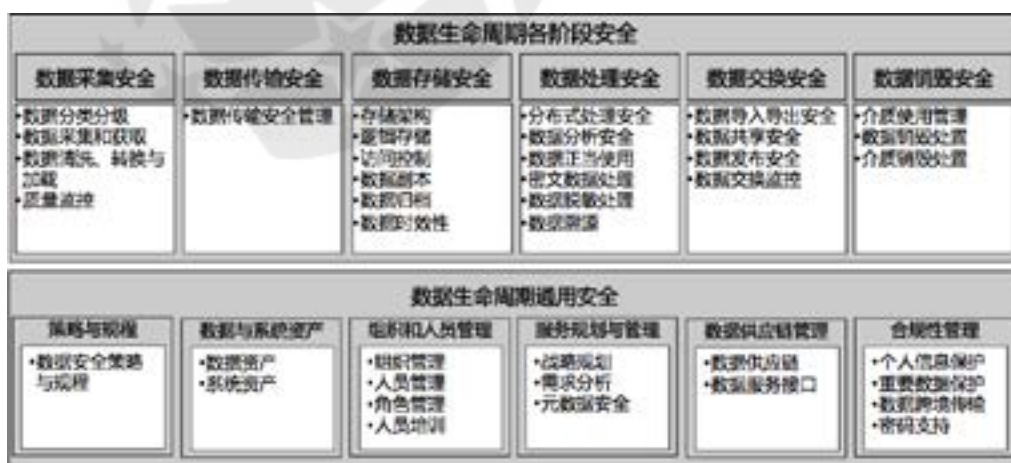 数据生命周期各阶段安全
数据采集安全
•数据分类分级
•数据采集和获取
•数据清洗、转换与
加载
•质量监控
数据传输安全
•数据传输安全管理
数据存储安全
•存储架构
•逻辑存储
•访问控制
•数据副本
•数据归档
•数据时效性
数据处理安全
•分布式处理安全
•数据分析安全
•数据正当使用
•密文数据处理
•数据脱敏处理
•数据溯源
数据交换安全
•数据导入导出安全
•数据共享安全
•数据发布安全
•数据交换监控
数据销毁安全
•介质使用管理
•数据销毁处置
•介质销毁处置
数据生命周期通用安全
策略与规程
•数据安全策略
与规程
数据与系统资产
•数据资产
•系统资产
组织和人员管理
•组织管理
•人员管理
•角色管理
•人员培训
服务规划与管理
•战略规划
•需求分析
•元数据安全
数据供应链管理
•数据供应链
•数据服务接口
合规性管理
•个人信息保护
•重要数据保护
•数据跨境传输
•密码支持